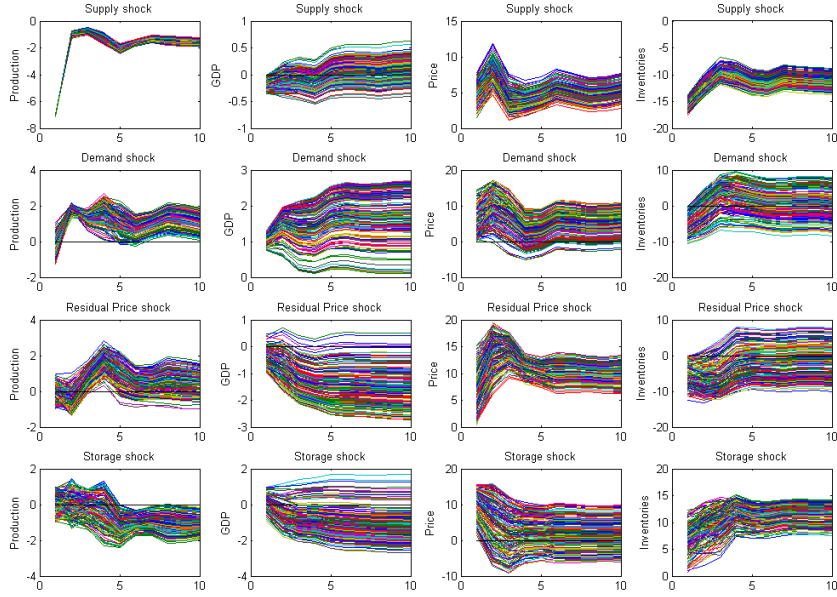 Supply shock
Supply shock
Supply shock
Supply shock
0
-2
-4
-6
-8
Production
0 5 10
1
0.5
0
-0.5
-1
GDP
0 5 10
15
10
5
0
Price
0 5 10
0
-5
-10
-15
-20
Inventories
0 5 10
Demand shock
Demand shock
Demand shock
Demand shock
4
2
0
-2
Production
0 5 10
3
2
1
0
GDP
0 5 10
20
10
0
-10
Price
0 5 10
10
0
-10
-20
Inventories
0 5 10
Residual Price shock
Residual Price shock
Residual Price shock
Residual Price shock
4
2
0
-2
Production
0 5 10
1
0
-1
-2
-3
GDP
0 5 10
20
15
10
5
0
Price
0 5 10
10
0
-10
-20
Inventories
0 5 10
Storage shock
Storage shock
Storage shock
Storage shock
2
0
-2
-4
Production
0 5 10
2
0
-2
-4
GDP
0 5 10
20
10
0
-10
Price
0 5 10
20
15
10
5
0
Inventories
0 5 10